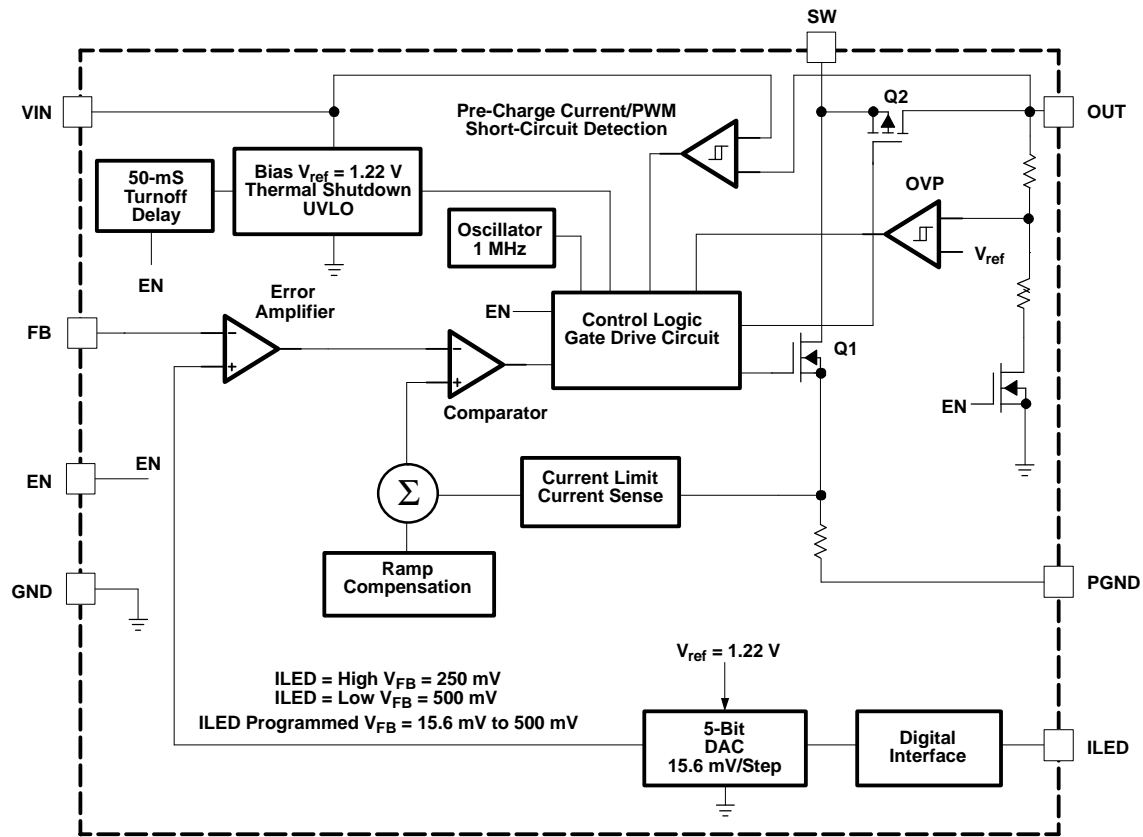 SW
VIN
Pre-Charge Current/PWM
Short-Circuit Detection
Q2
OUT
50-mS
Turnoff
Delay
Bias Vref = 1.22 V
Thermal Shutdown
UVLO
OVP
Oscillator
1 MHz
Vref
EN
Error
Amplifier
FB
EN
Control Logic
Gate Drive Circuit
Q1
Comparator
EN
EN
EN
Σ
Current Limit
Current Sense
Ramp
Compensation
GND
PGND
Vref = 1.22 V
ILED = High VFB = 250 mV
ILED = Low VFB = 500 mV
ILED Programmed VFB = 15.6 mV to 500 mV
5-Bit
DAC
15.6 mV/Step
Digital
Interface
ILED